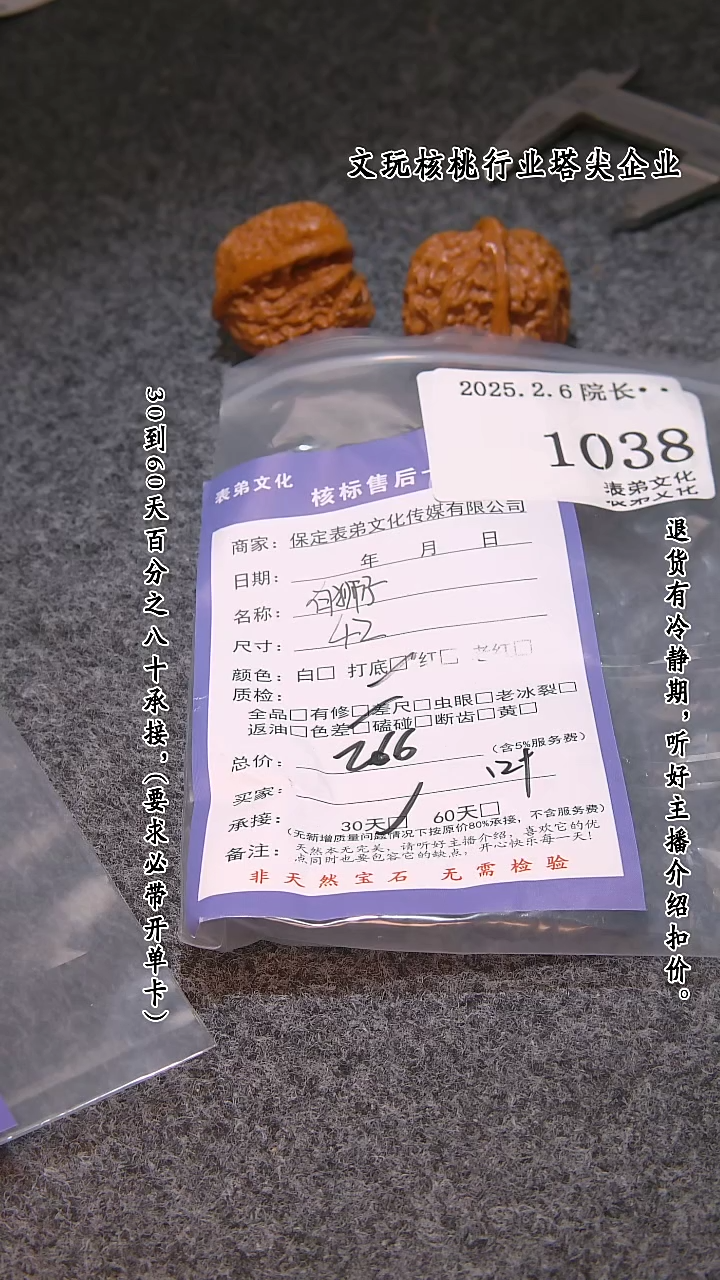 文玩核桃行业塔尖企业
2025.2.6 院长··
1038
表弟文化
表弟文化
表弟文化
核标售后
商家：保定表弟文化传媒有限公司
日期： 年 月 日
名称：白狮子
尺寸：42
颜色：白□ 打底□ 红□ 老红□
质检：
全品□有修□差尺□虫眼□老冰裂□
返油□色差□磕碰□断齿□黄□
总价：266 （含5%服务费）
买家：
承接：30天□ 60天□
（无新增质量问题情况下按原价80%承接，不含服务费）
备注：天然本无完美，请听好主播介绍，喜欢它的优
点同时也要包容它的缺点，开心快乐每一天！
非天然宝石 无需检验
30到60天百分之八十承接，（要求必带开单卡）
退货有冷静期，听好主播介绍扣价。